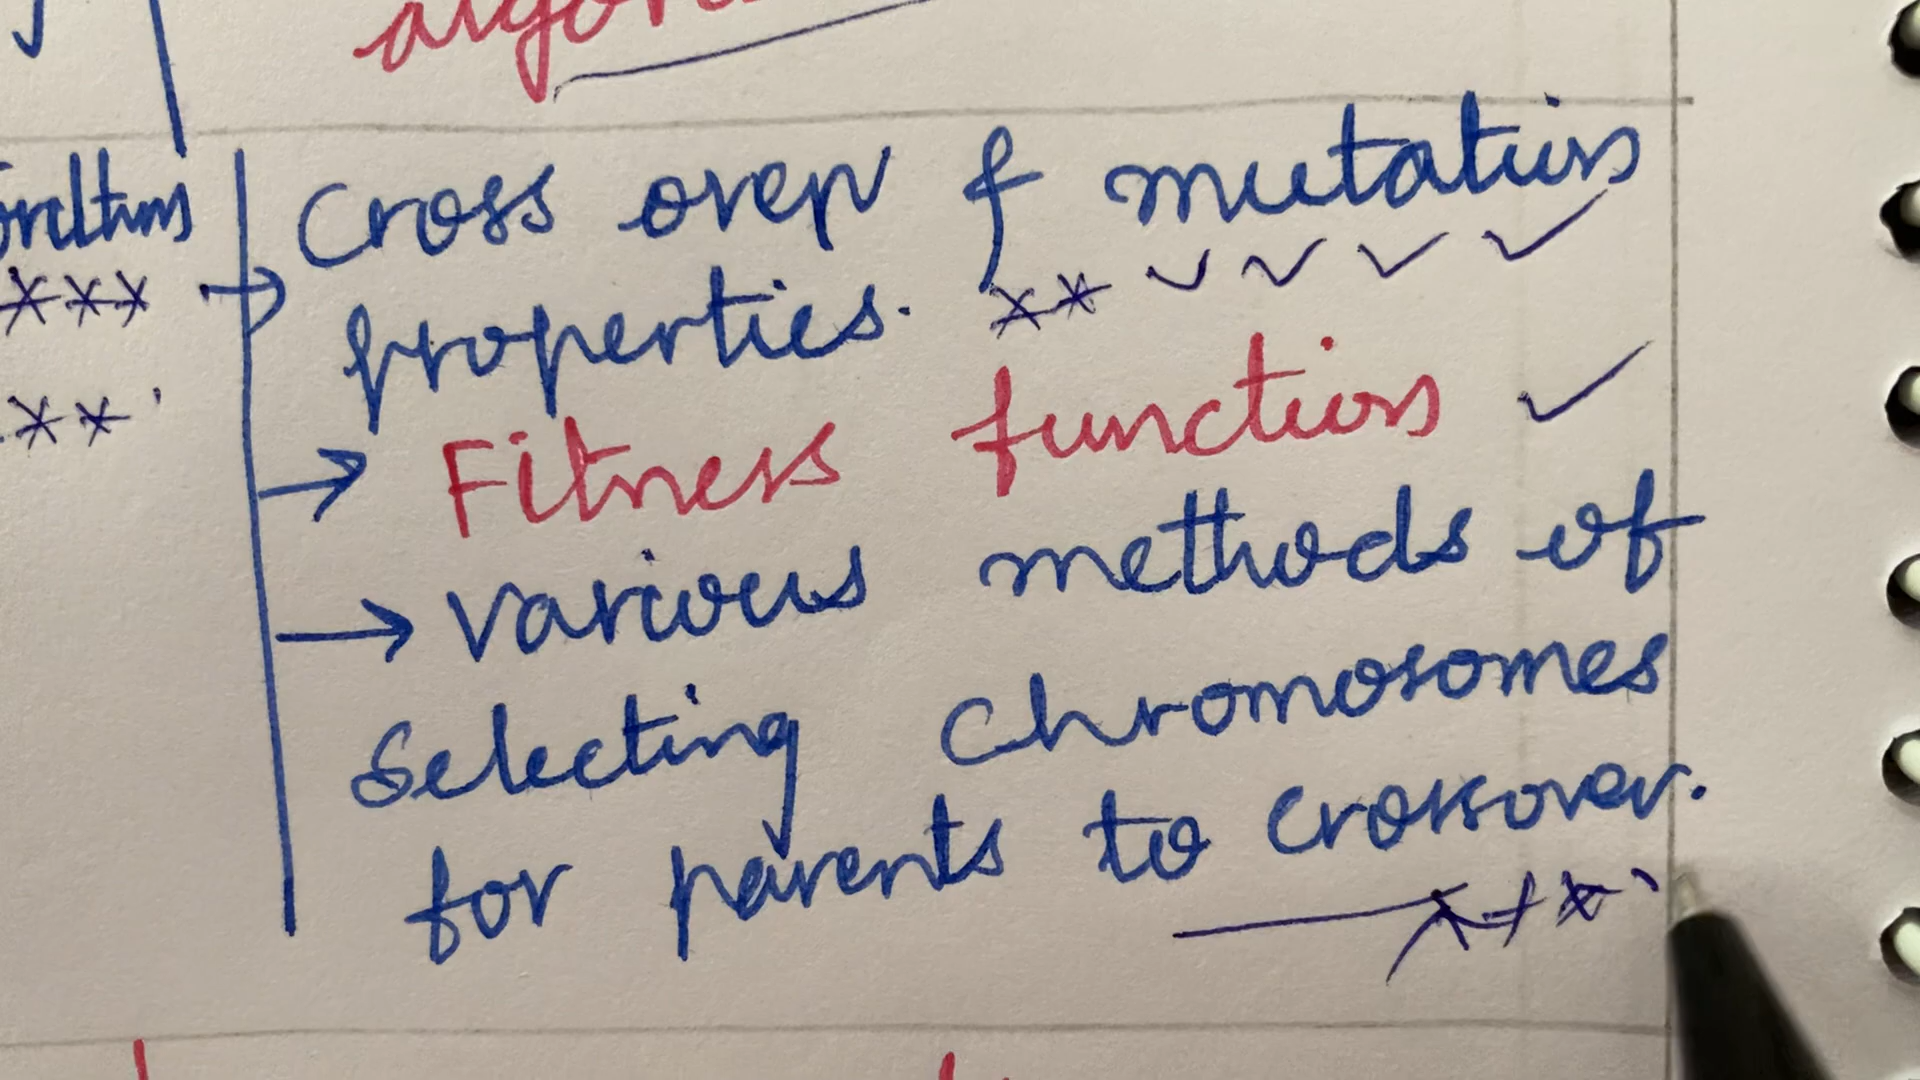 → Cross over & mutation
properties. ** ✓ ✓ ✓ ✓
→ Fitness function ✓
→ various methods of
Selecting Chromosomes
for parents to crossover.
***
***
**